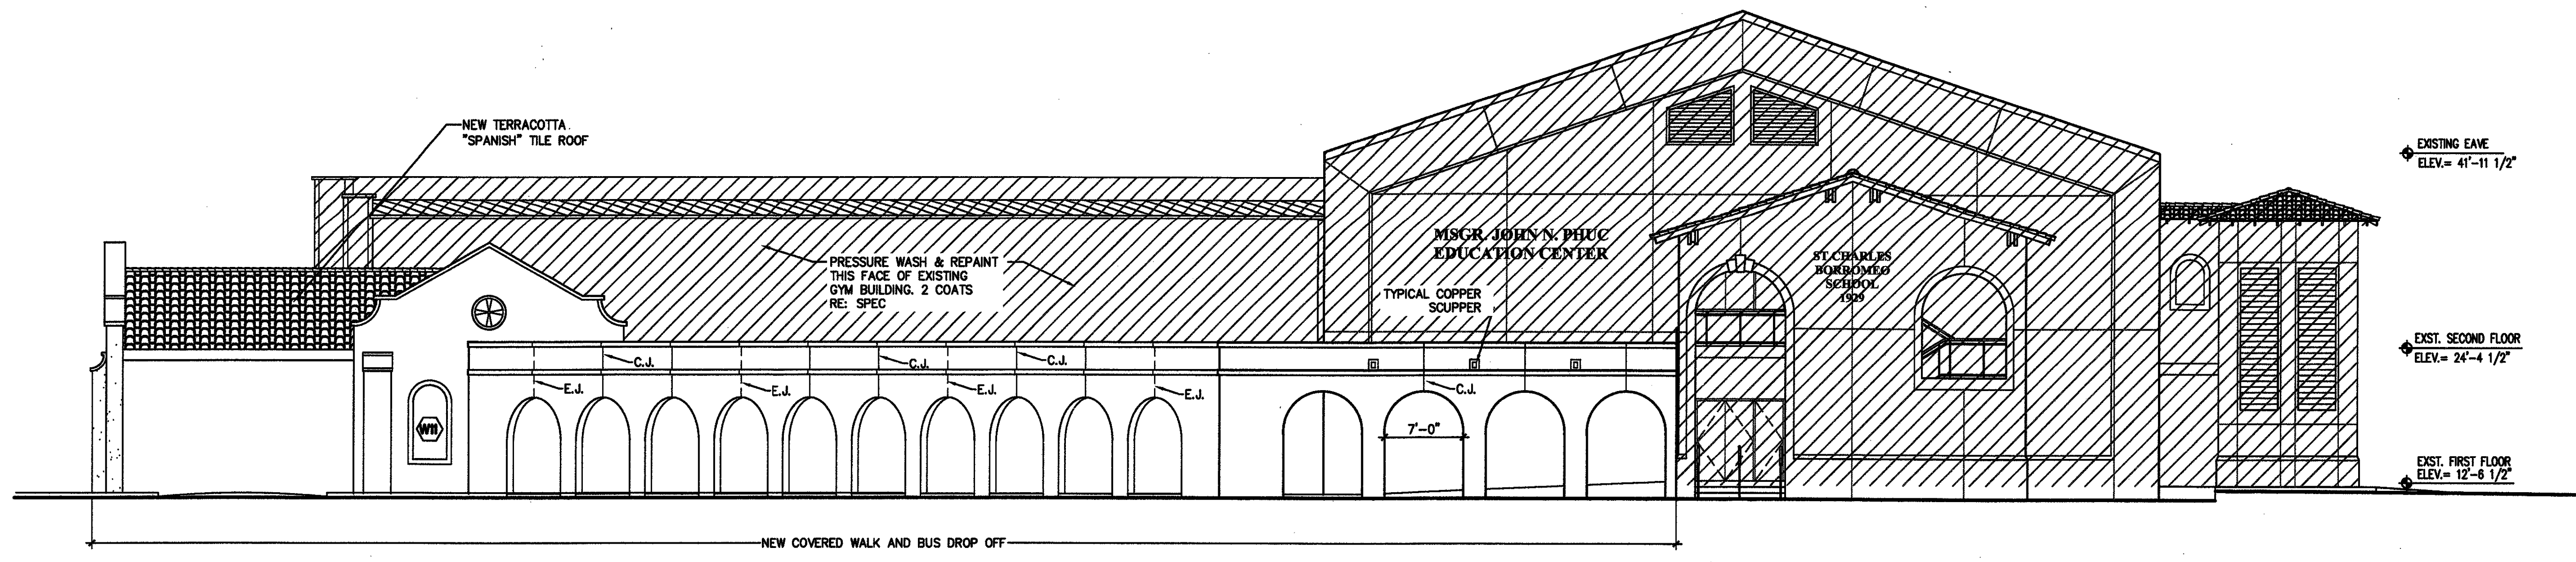 NEW TERRACOTTA
"SPANISH" TILE ROOF
EXISTING EAVE
ELEV.= 41'-11 1/2"
MSGR. JOHN N. PHUC
EDUCATION CENTER
PRESSURE WASH & REPAINT
THIS FACE OF EXISTING
GYM BUILDING. 2 COATS
RE: SPEC
ST.CHARLES
BORROMEO
SCHOOL
1929
TYPICAL COPPER
SCUPPER
EXST. SECOND FLOOR
ELEV.= 24'-4 1/2"
C.J.
C.J.
C.J.
E.J.
E.J.
E.J.
E.J.
C.J.
W11
7'-0"
EXST. FIRST FLOOR
ELEV.= 12'-6 1/2"
NEW COVERED WALK AND BUS DROP OFF